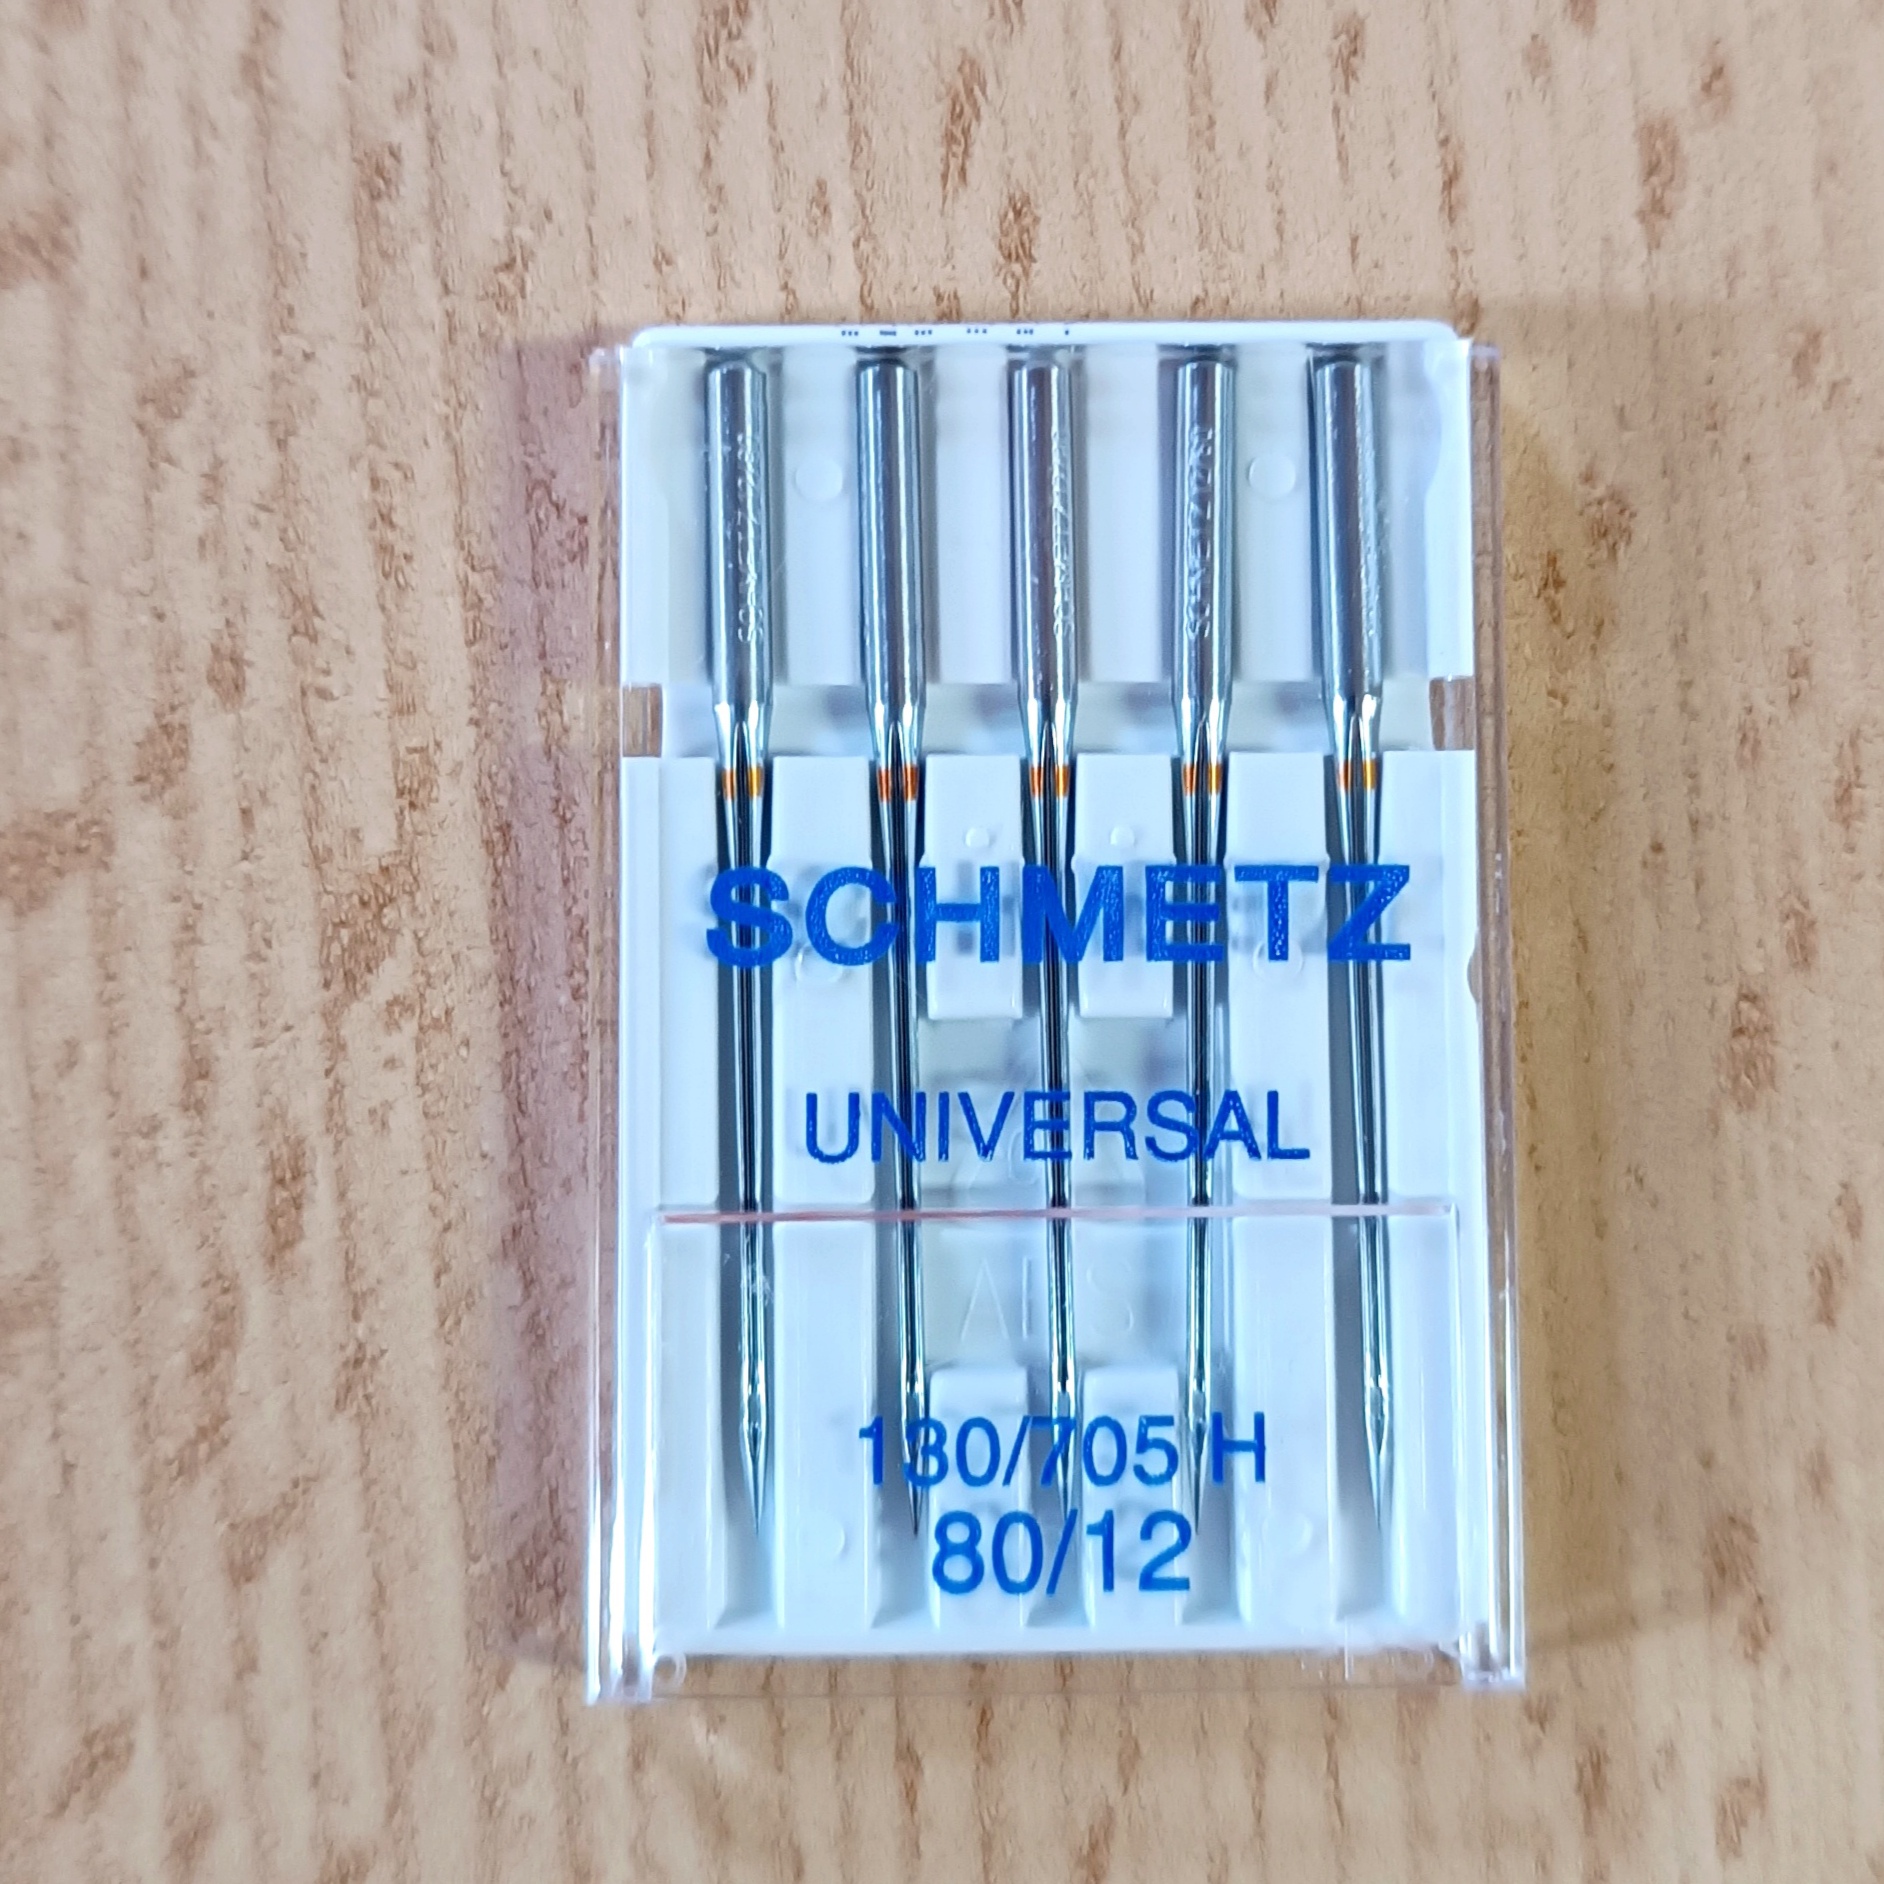 SCHMETZ
UNIVERSAL
130/705 H
80/12